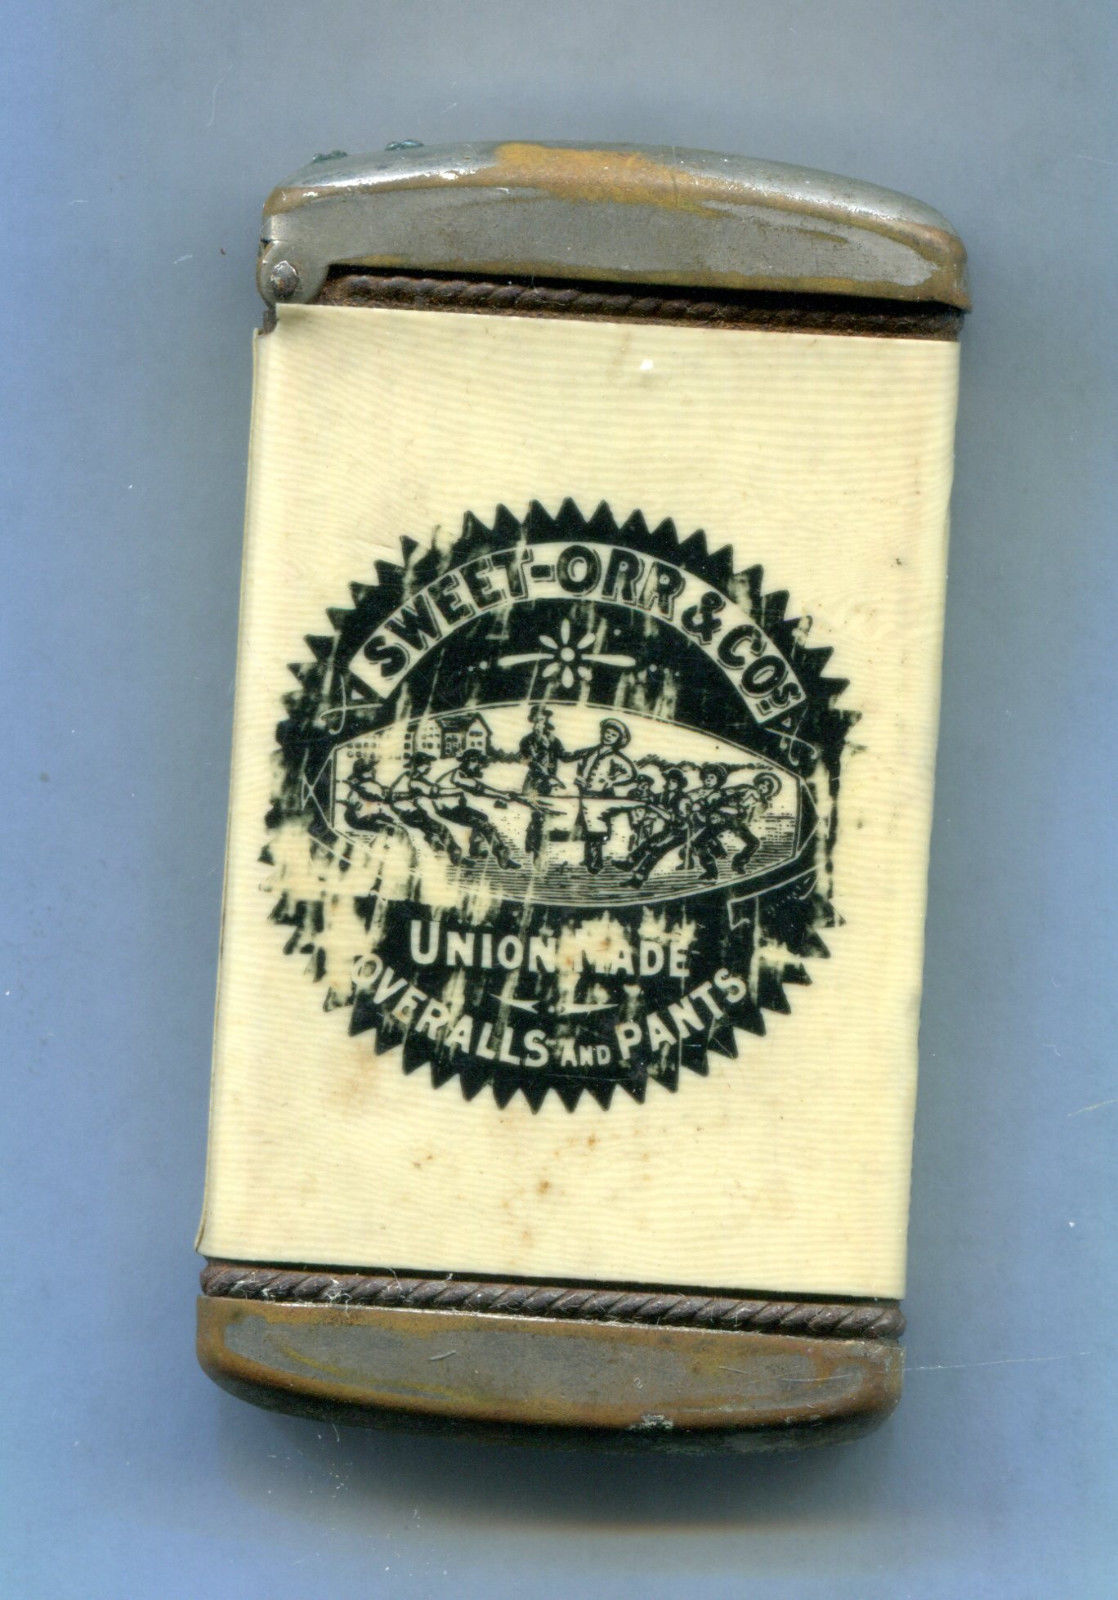 SWEET-ORR & CO'S
UNION MADE
OVERALLS AND PANTS